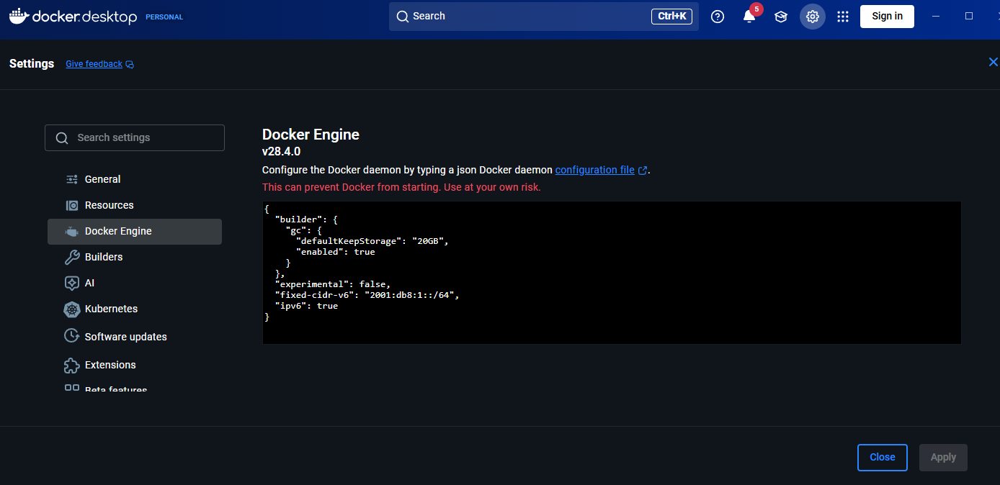 docker.desktop PERSONAL
Search Ctrl+K 5 Sign in
Settings Give feedback
Search settings
General
Resources
Docker Engine
Builders
AI
Kubernetes
Software updates
Extensions
Beta features
Docker Engine
v28.4.0
Configure the Docker daemon by typing a json Docker daemon configuration file .
This can prevent Docker from starting. Use at your own risk.
{
  "builder": {
    "gc": {
      "defaultKeepStorage": "20GB",
      "enabled": true
    }
  },
  "experimental": false,
  "fixed-cidr-v6": "2001:db8:1::/64",
  "ipv6": true
}
Close Apply